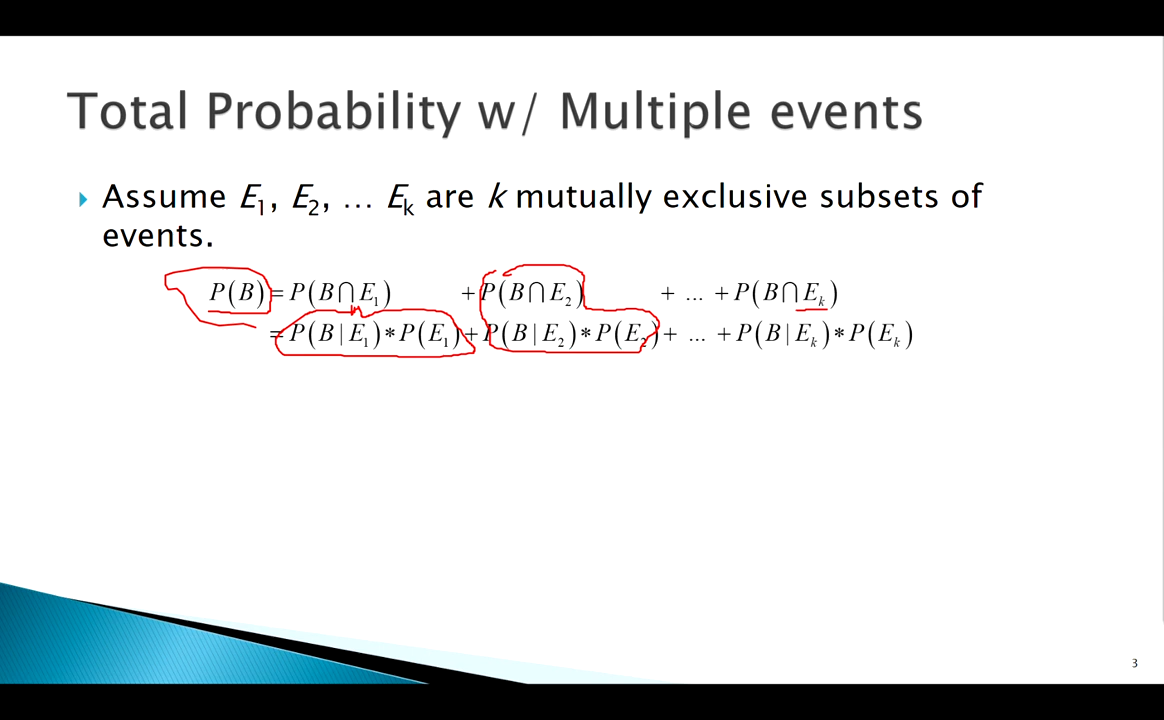 Total Probability w/ Multiple events
Assume E₁, E₂, … Eₖ are k mutually exclusive subsets of
events.
P(B) = P(B⋂E₁) + P(B⋂E₂) + ... + P(B⋂Eₖ)
= P(B|E₁)*P(E₁) + P(B|E₂)*P(E₂) + ... + P(B|Eₖ)*P(Eₖ)
3